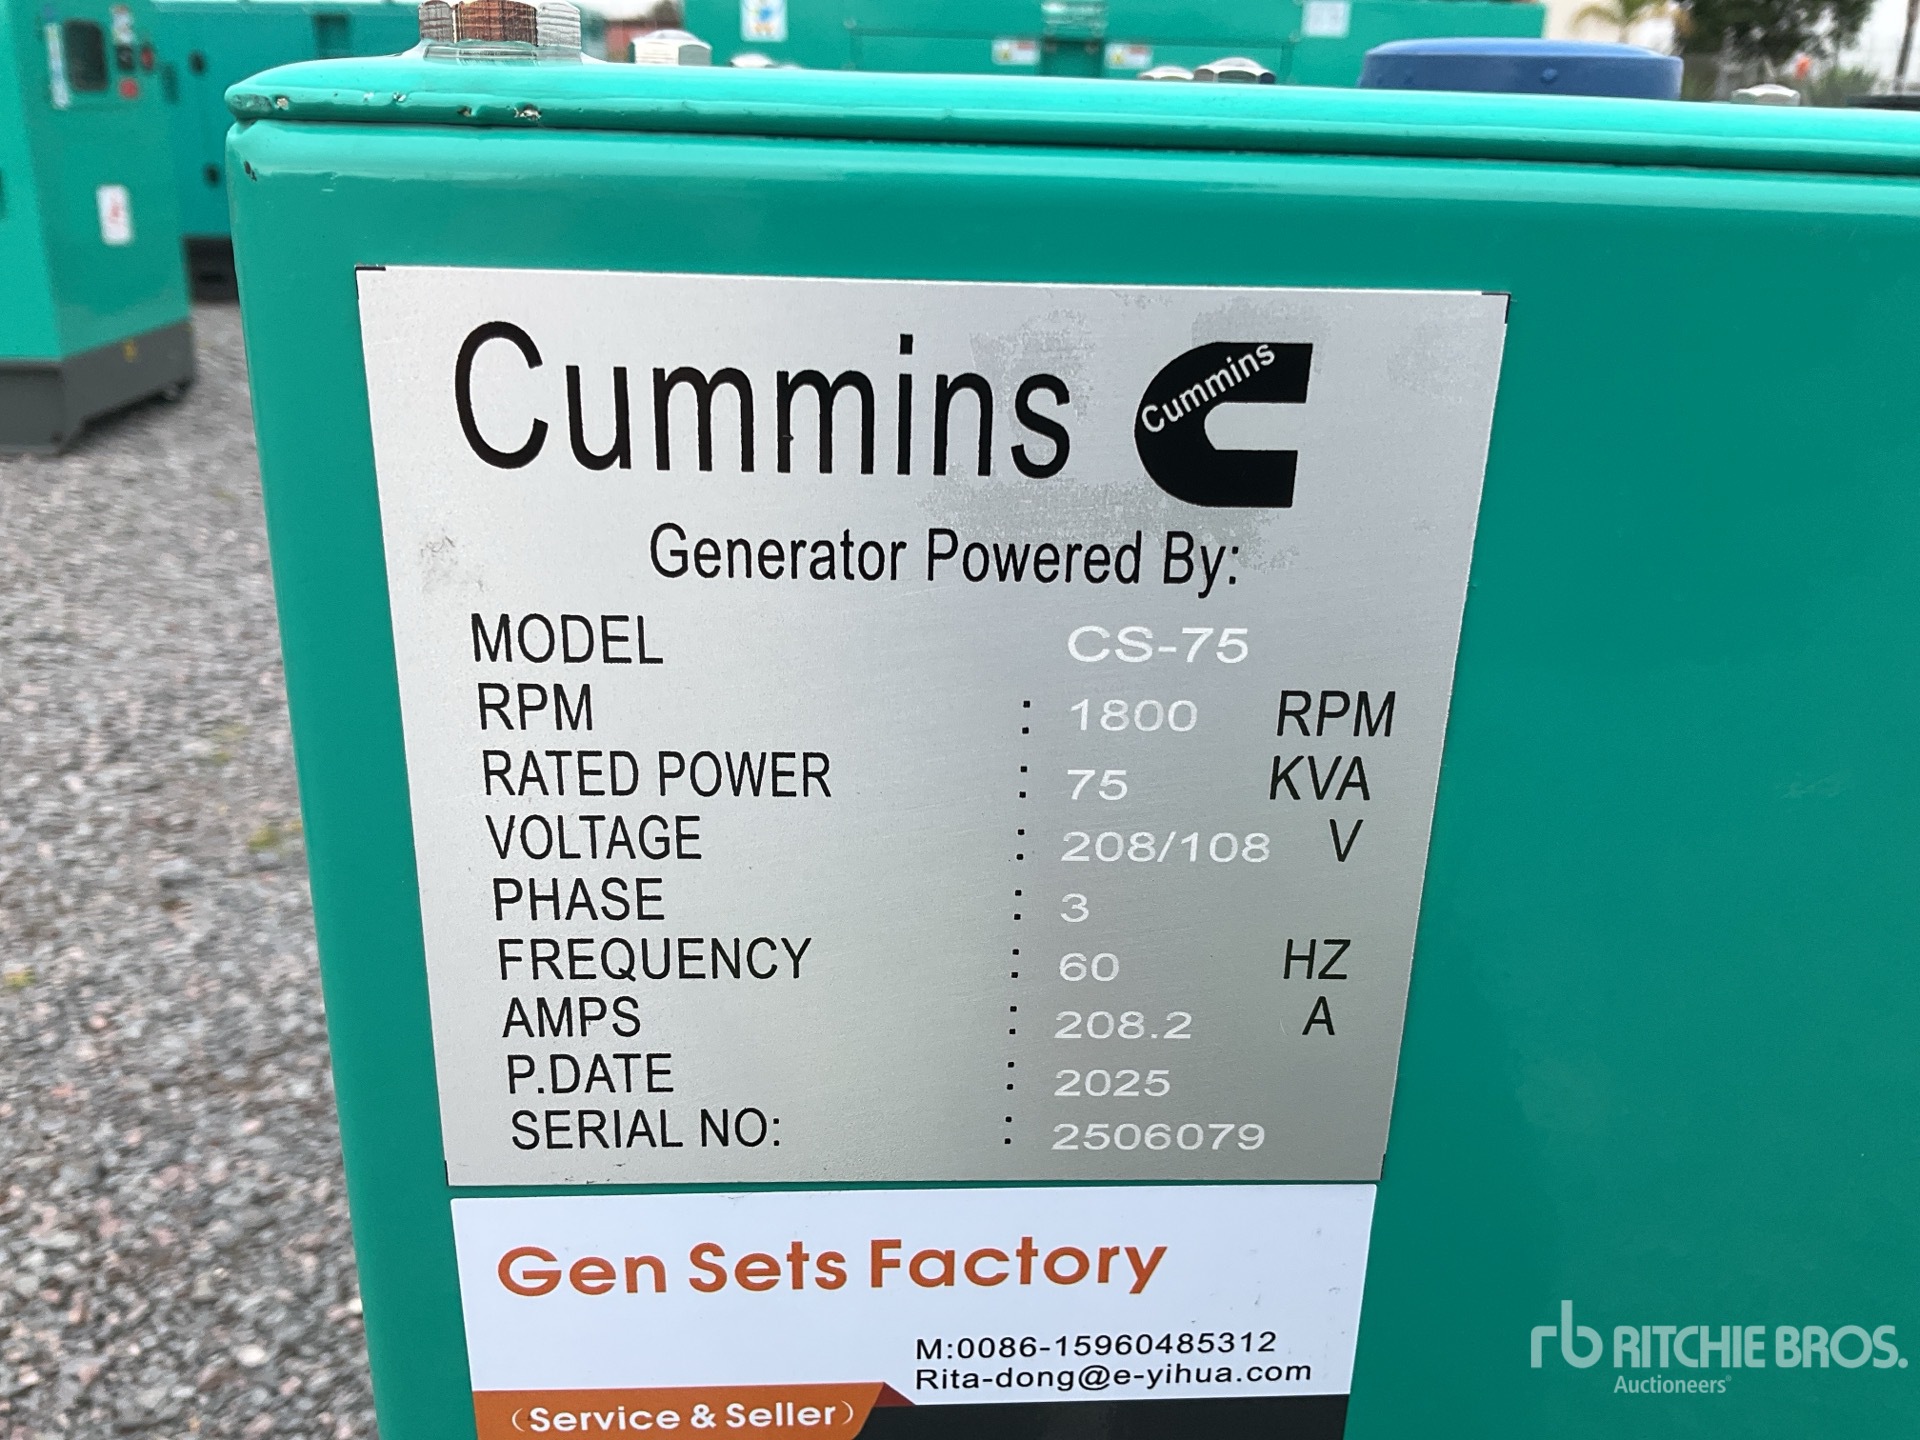 Cummins Cummins
Generator Powered By:
MODEL CS-75
RPM : 1800 RPM
RATED POWER : 75 KVA
VOLTAGE : 208/108 V
PHASE : 3
FREQUENCY : 60 HZ
AMPS : 208.2 A
P.DATE : 2025
SERIAL NO: : 2506079
Gen Sets Factory
M:0086-15960485312
Rita-dong@e-yihua.com
(Service & Seller)
rb RITCHIE BROS.
Auctioneers